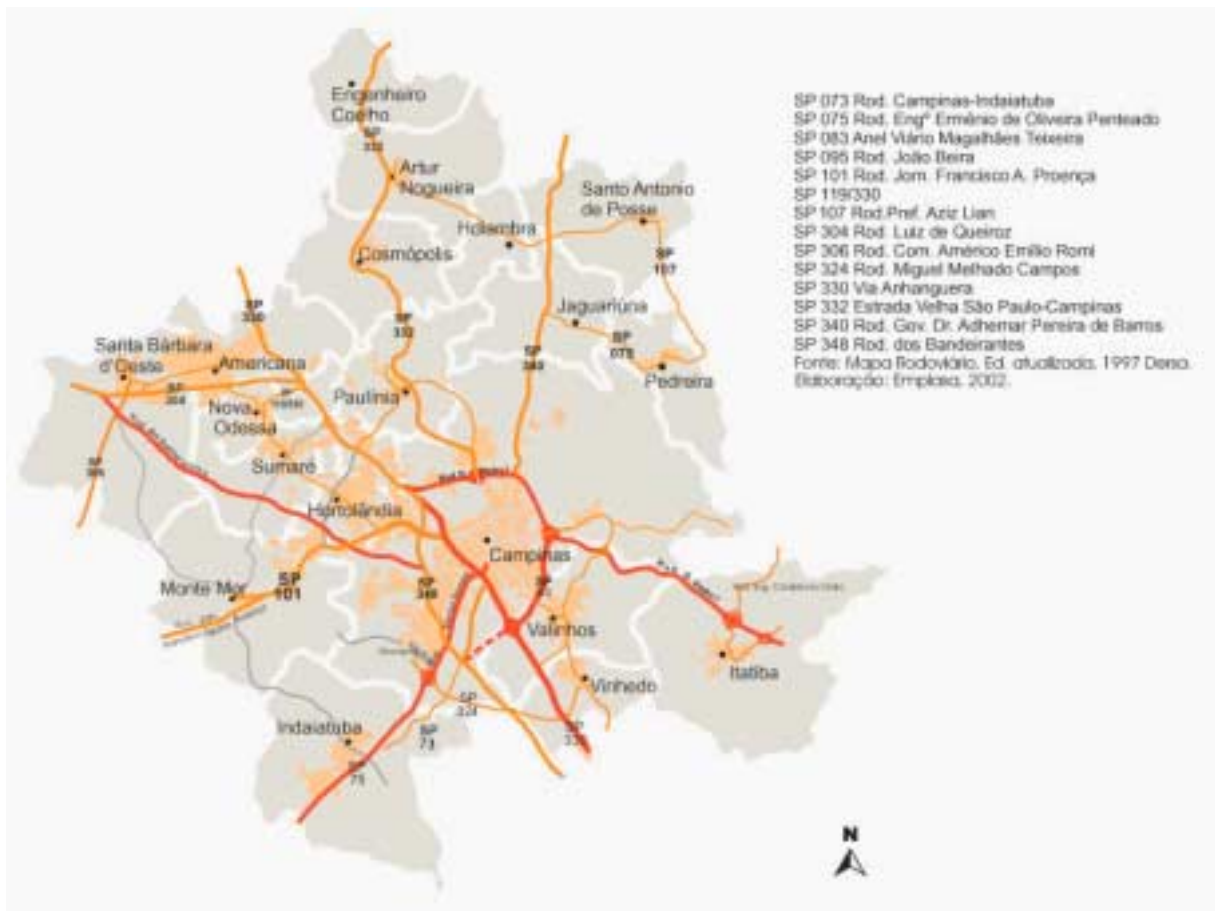 Engenheiro
Coelho
SP
332
Artur
Nogueira
Santo Antonio
de Posse
Holambra
SP
107
Cosmópolis
SP
330
SP
332
Jaguariúna
SP
340
Pedreira
Santa Bárbara
d'Oeste
Americana
SP
304
Nova
Odessa
Paulínia
Sumaré
SP
306
Hortolândia
Campinas
Monte Mor
SP
101
SP
348
Valinhos
Itatiba
Vinhedo
SP
324
SP
73
Indaiatuba
SP
75
SP
330
SP 073 Rod. Campinas-Indaiatuba
SP 075 Rod. Engº Ermênio de Oliveira Penteado
SP 083 Anel Viário Magalhães Teixeira
SP 095 Rod. João Beira
SP 101 Rod. Jorn. Francisco A. Proença
SP 119/330
SP 107 Rod.Pref. Aziz Lian
SP 304 Rod. Luiz de Queiroz
SP 306 Rod. Com. Américo Emílio Romi
SP 324 Rod. Miguel Melhado Campos
SP 330 Via Anhanguera
SP 332 Estrada Velha São Paulo-Campinas
SP 340 Rod. Gov. Dr. Adhemar Pereira de Barros
SP 348 Rod. dos Bandeirantes
Fonte: Mapa Rodoviário, Ed. atualizada, 1997 Dersa.
Elaboração: Emplasa, 2002.
N